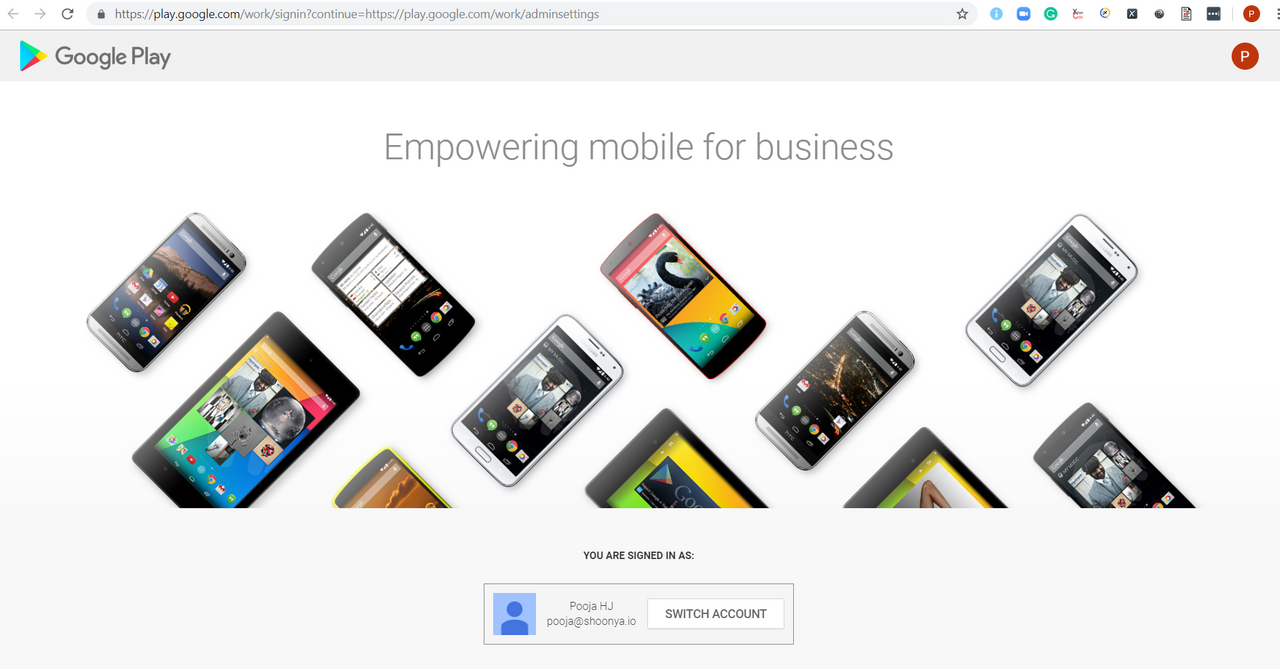 https://play.google.com/work/signin?continue=https://play.google.com/work/adminsettings
P
Google Play
P
Empowering mobile for business
YOU ARE SIGNED IN AS:
Pooja HJ
pooja@shoonya.io
SWITCH ACCOUNT